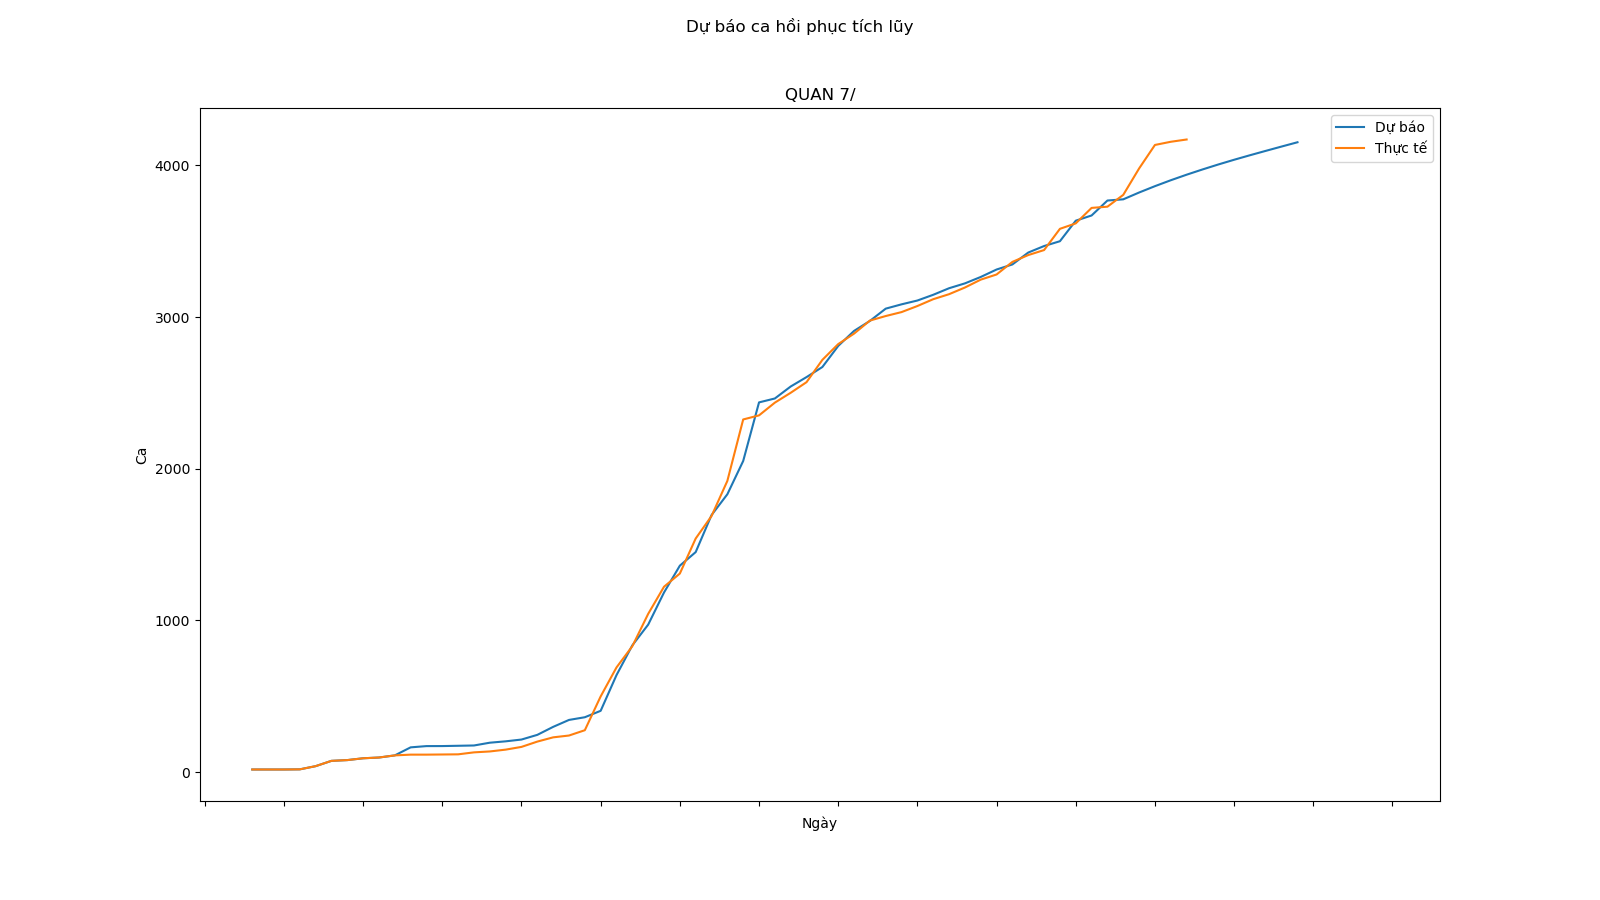 Dự báo ca hồi phục tích lũy
QUAN 7/
Dự báo
Thực tế
4000
3000
2000
1000
0
Ca
Ngày